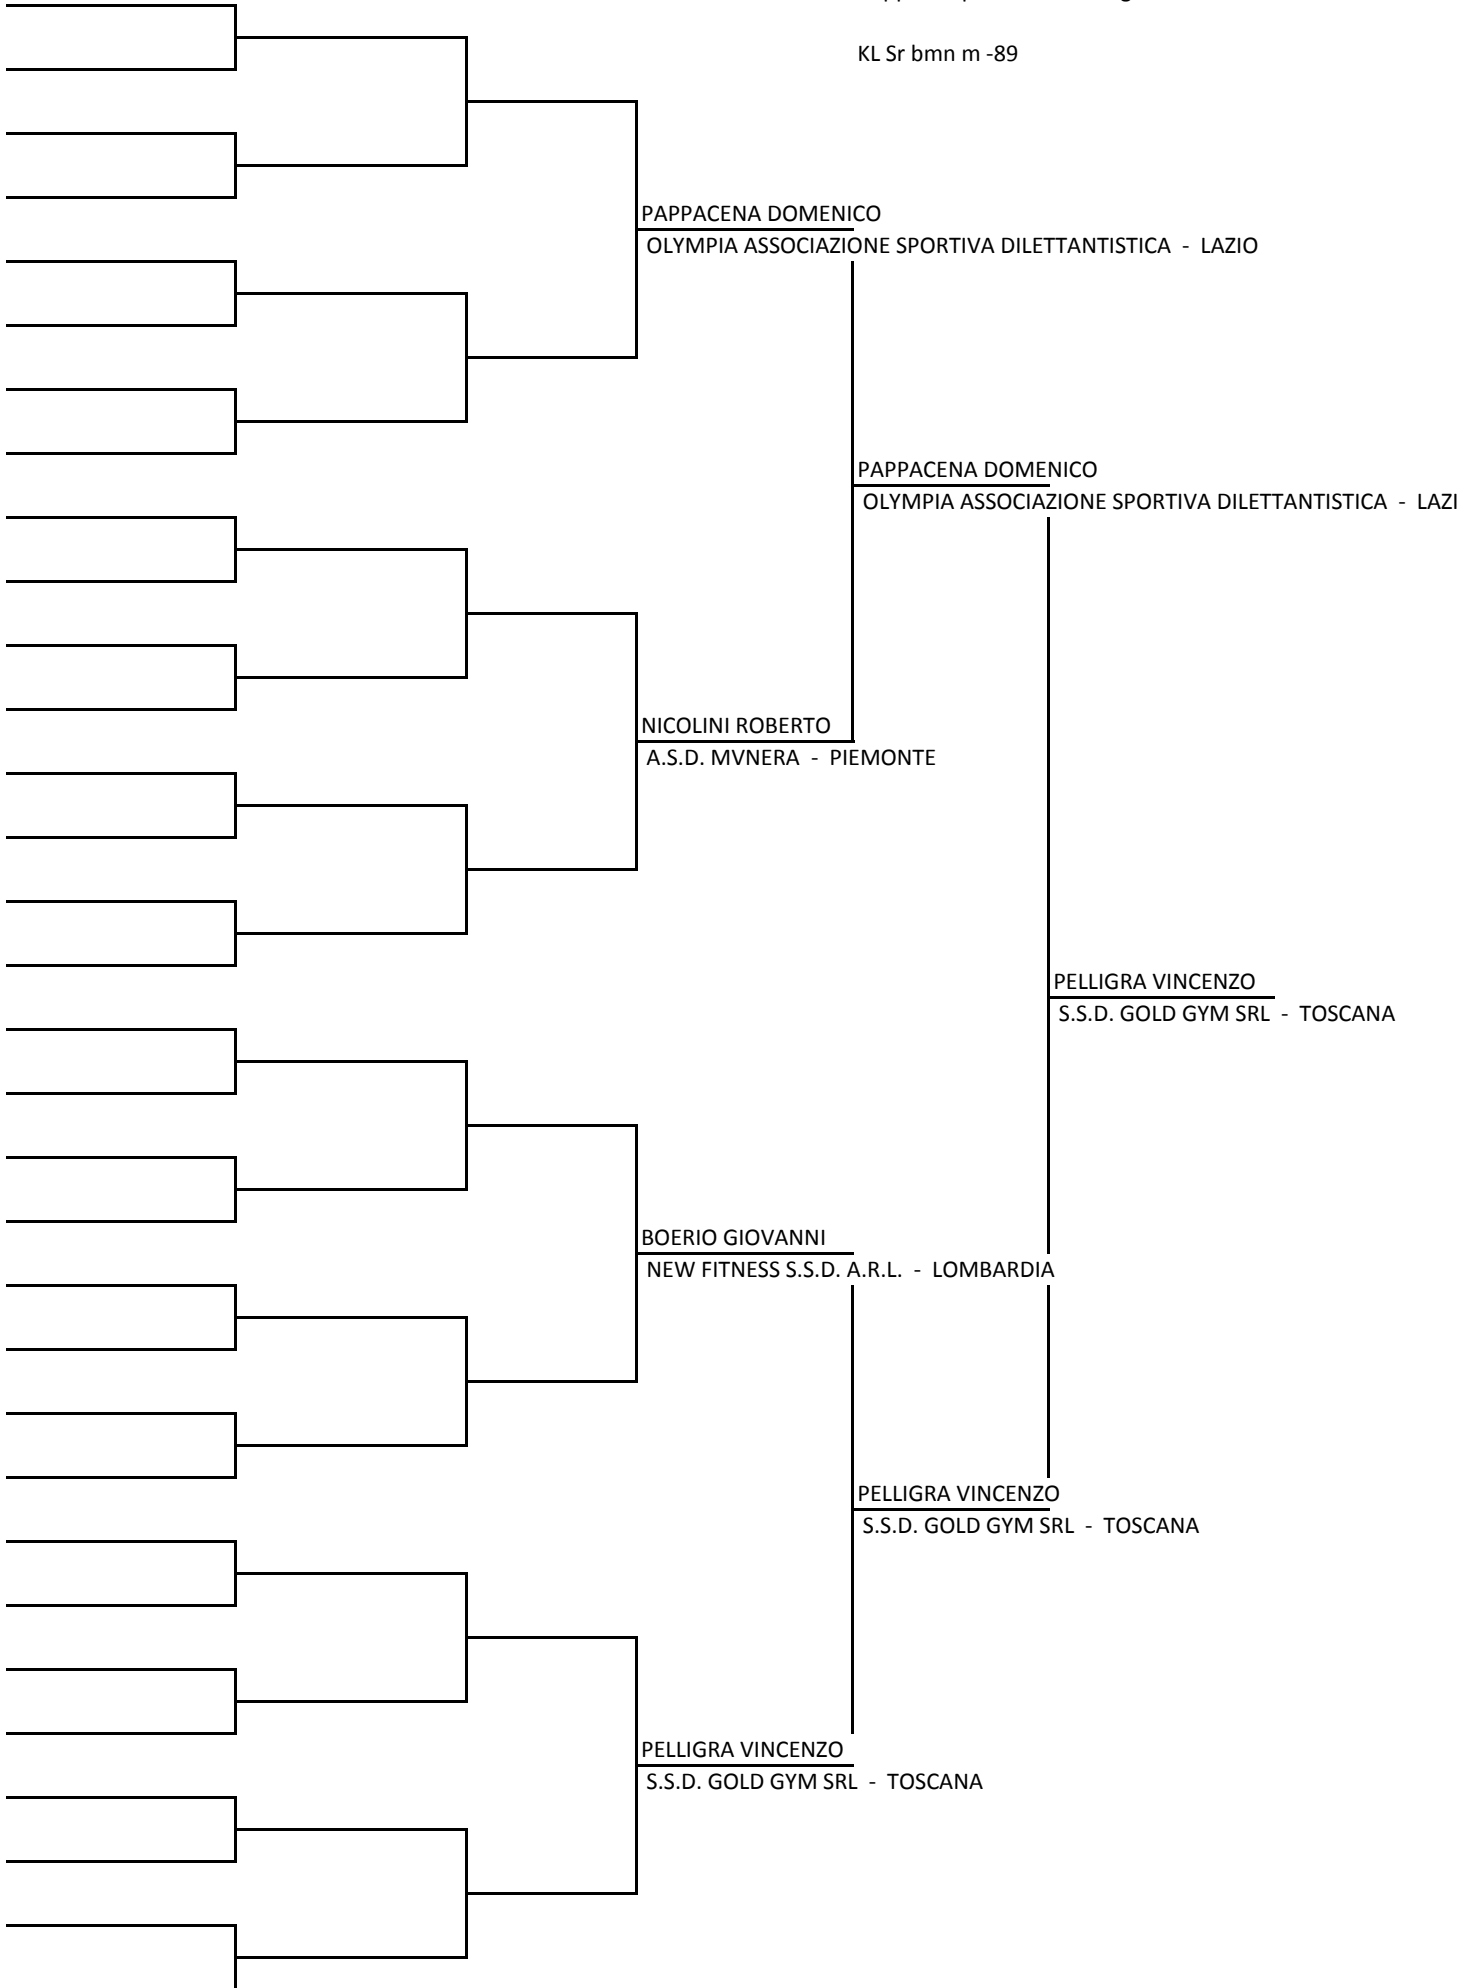 KL Sr bmn m -89
PAPPACENA DOMENICO
OLYMPIA ASSOCIAZIONE SPORTIVA DILETTANTISTICA - LAZIO
PAPPACENA DOMENICO
OLYMPIA ASSOCIAZIONE SPORTIVA DILETTANTISTICA - LAZI
NICOLINI ROBERTO
A.S.D. MVNERA - PIEMONTE
PELLIGRA VINCENZO
S.S.D. GOLD GYM SRL - TOSCANA
BOERIO GIOVANNI
NEW FITNESS S.S.D. A.R.L. - LOMBARDIA
PELLIGRA VINCENZO
S.S.D. GOLD GYM SRL - TOSCANA
PELLIGRA VINCENZO
S.S.D. GOLD GYM SRL - TOSCANA